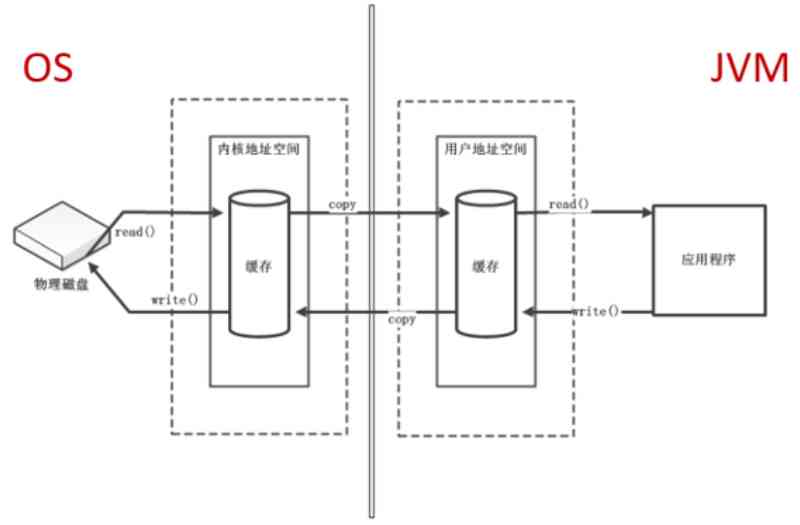 OS
JVM
内核地址空间
用户地址空间
copy
read()
read()
缓存
缓存
应用程序
物理磁盘
write()
copy
write()